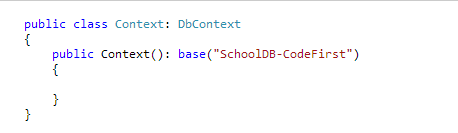 public class Context: DbContext
{
    public Context(): base("SchoolDB-CodeFirst")
    {
    }
}